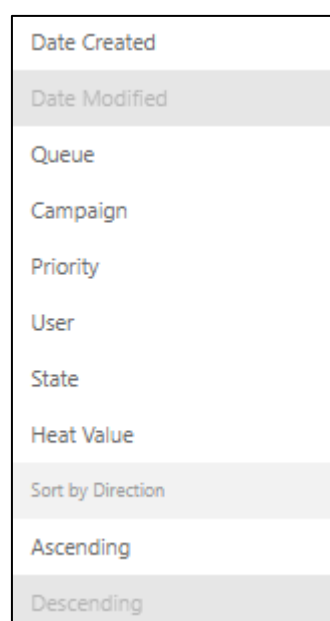 Date Created
Date Modified
Queue
Campaign
Priority
User
State
Heat Value
Sort by Direction
Ascending
Descending